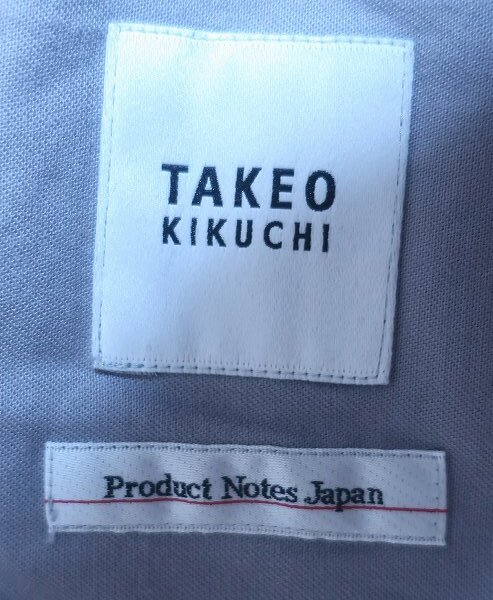 TAKEO
KIKUCHI
Product Notes Japan